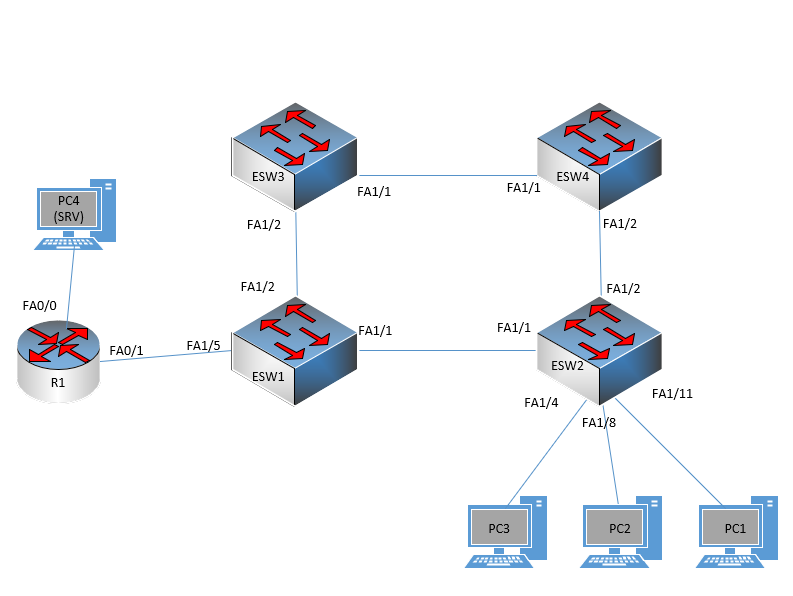 ESW3
ESW4
FA1/1
FA1/1
PC4
(SRV)
FA1/2
FA1/2
FA1/2
FA1/2
FA0/0
FA0/1
FA1/5
FA1/1
FA1/1
R1
ESW1
ESW2
FA1/4
FA1/8
FA1/11
PC3
PC2
PC1